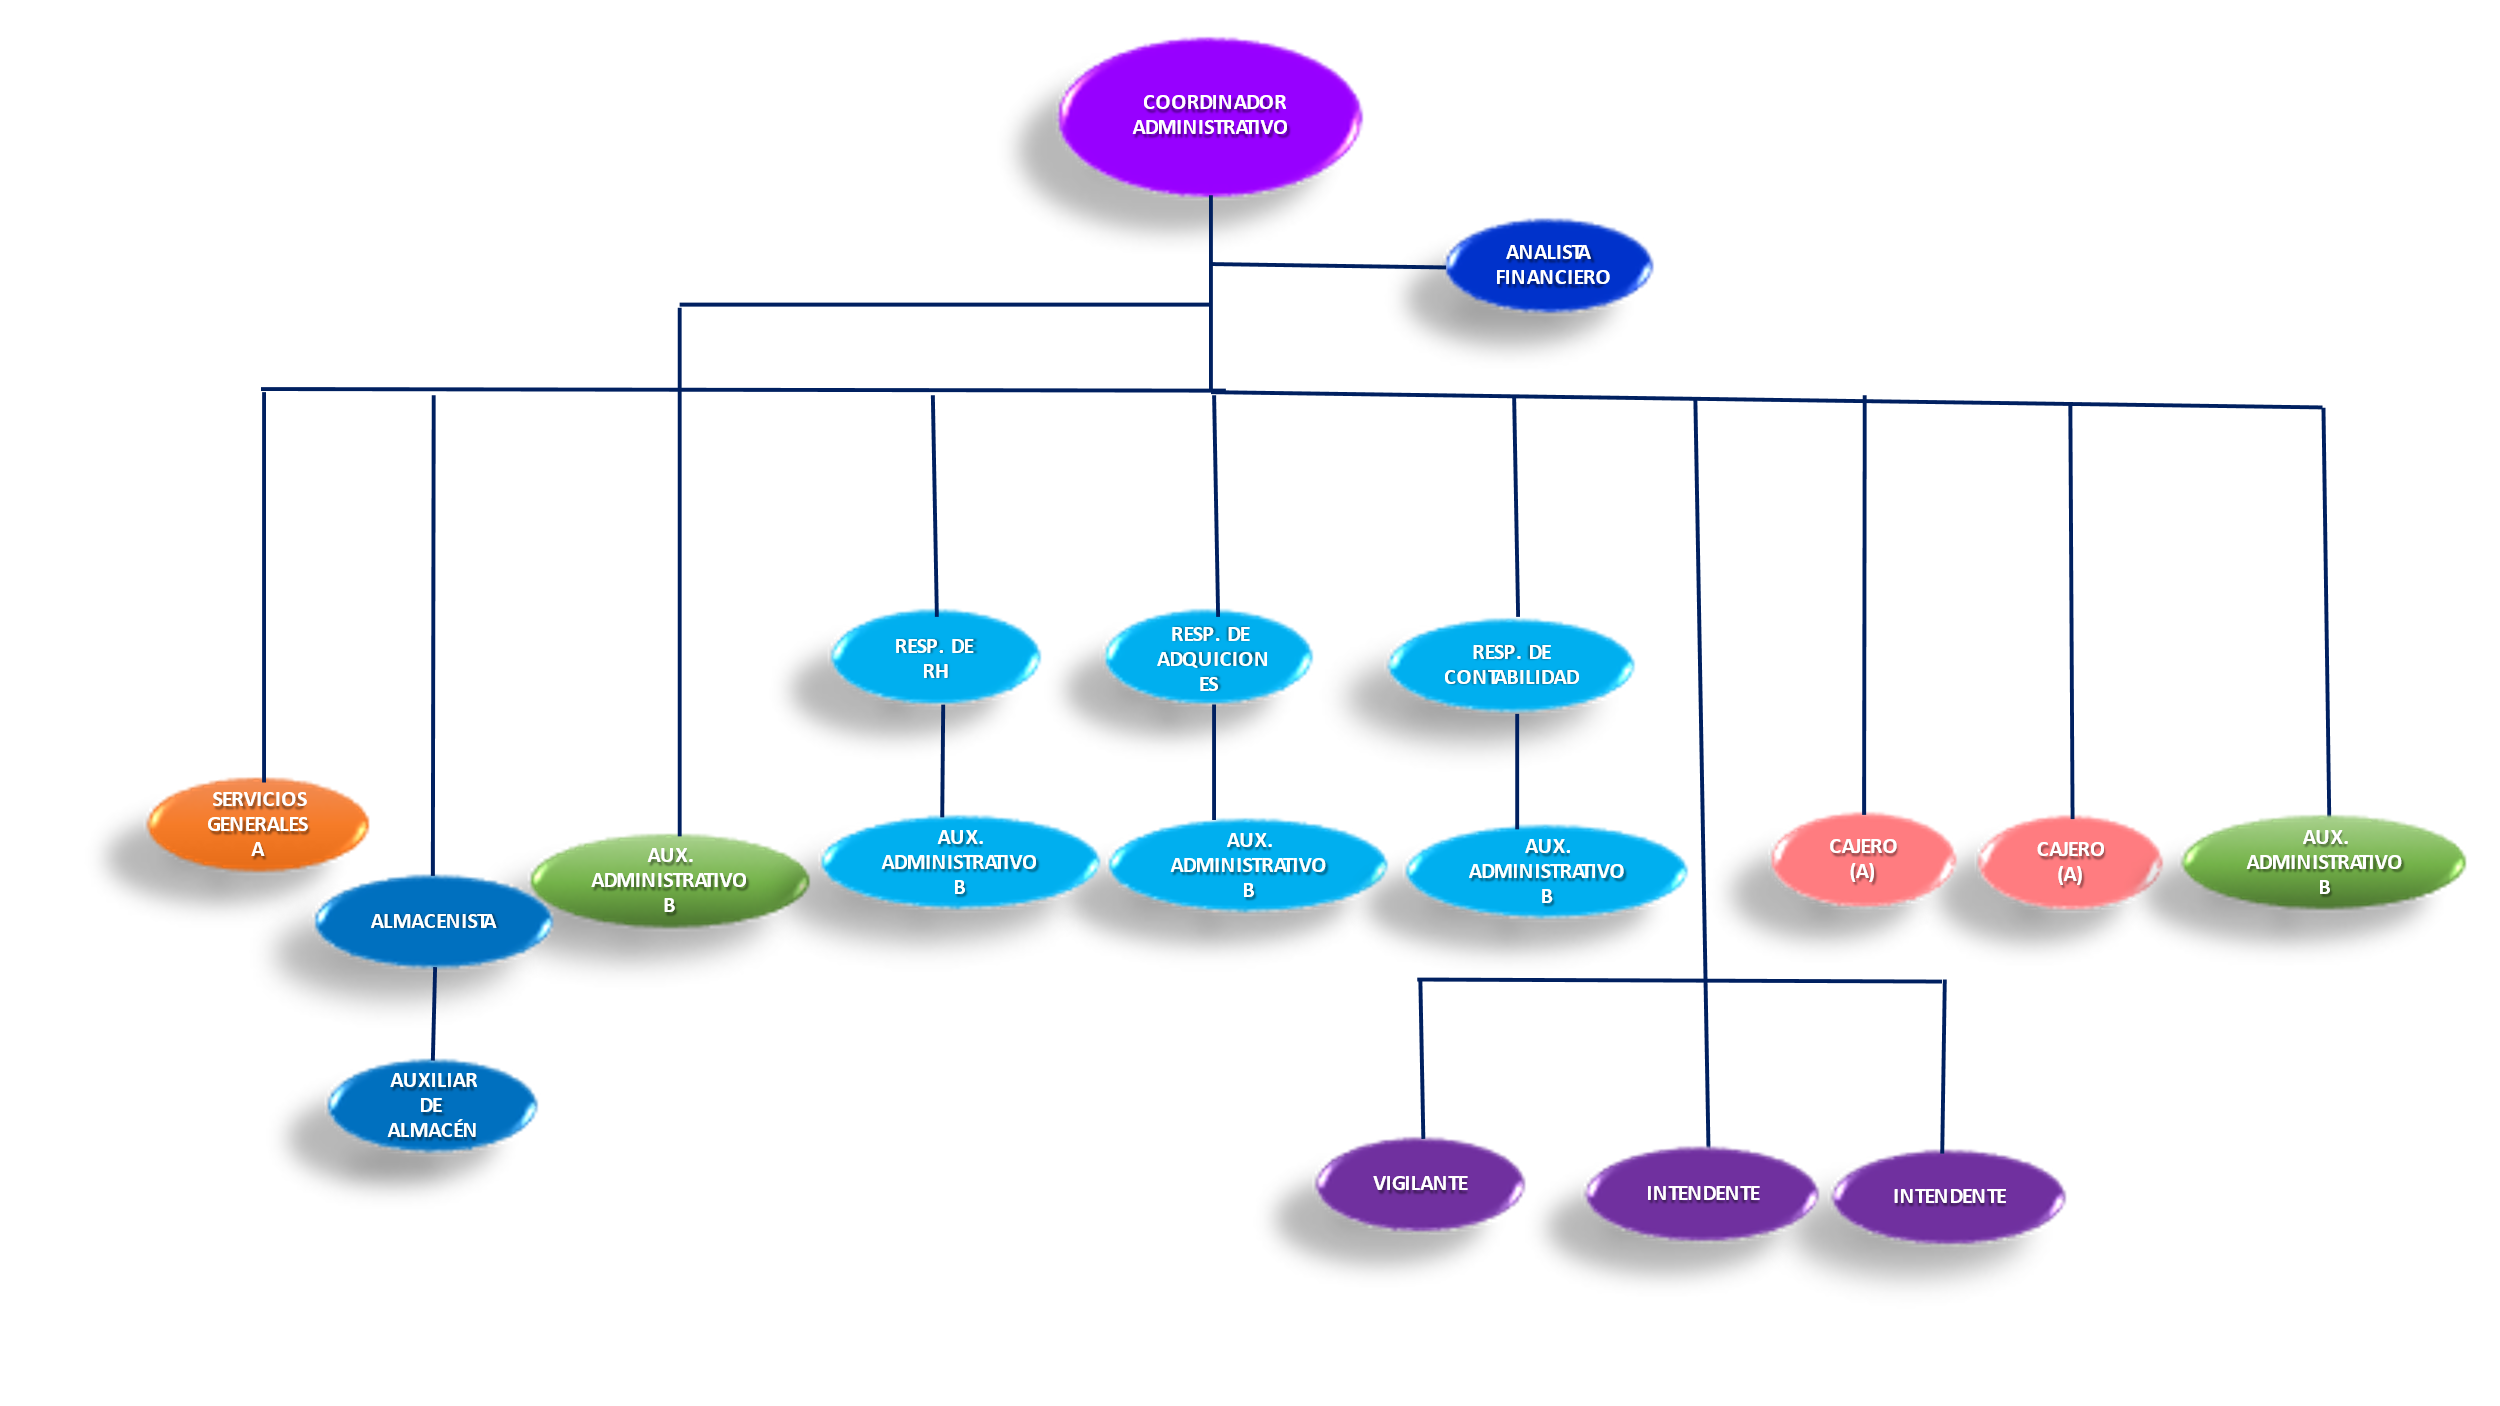 COORDINADOR
ADMINISTRATIVO
ANALISTA
FINANCIERO
RESP. DE
RH
RESP. DE
ADQUICION
ES
RESP. DE
CONTABILIDAD
SERVICIOS
GENERALES
A
ALMACENISTA
AUX.
ADMINISTRATIVO
B
AUX.
ADMINISTRATIVO
B
AUX.
ADMINISTRATIVO
B
AUX.
ADMINISTRATIVO
B
CAJERO
(A)
CAJERO
(A)
AUX.
ADMINISTRATIVO
B
AUXILIAR
DE
ALMACÉN
VIGILANTE
INTENDENTE
INTENDENTE